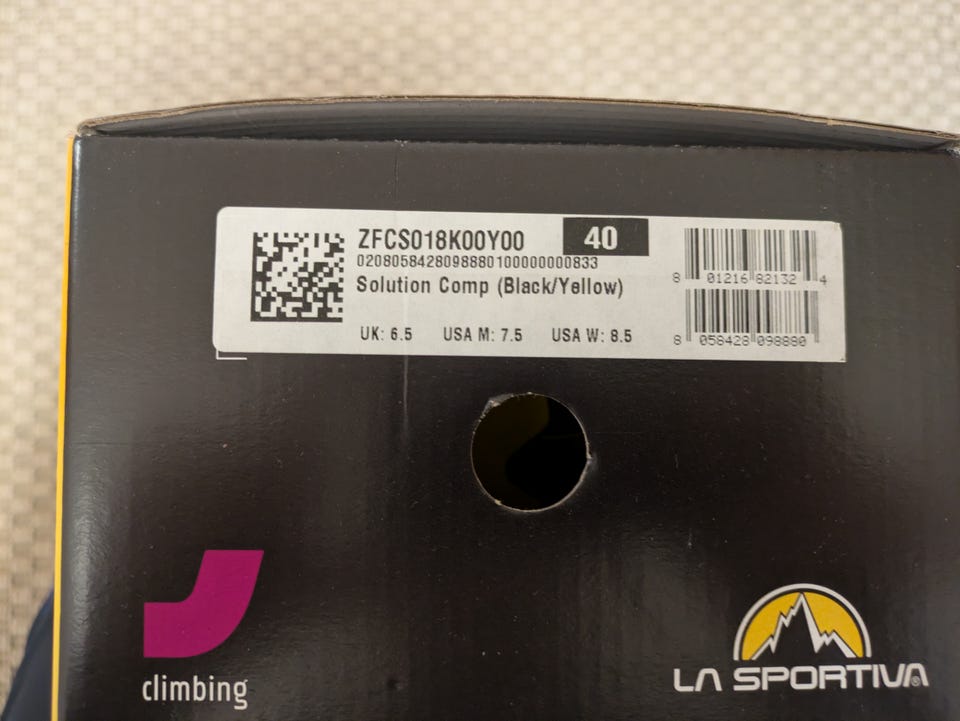 ZFCS018K00Y00
40
0208058428098880100000000833
Solution Comp (Black/Yellow)
UK: 6.5 USA M: 7.5 USA W: 8.5
8 01216 82132 4
8 058428 098880
climbing
LA SPORTIVA®